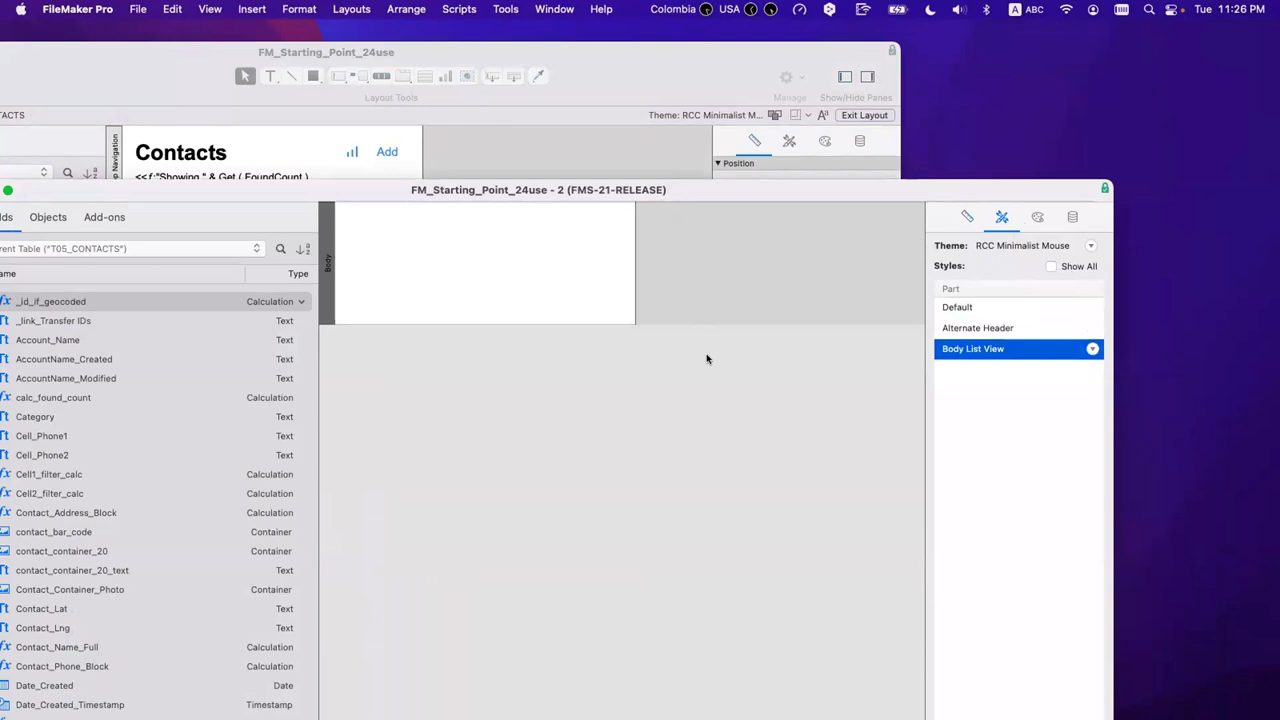 FileMaker Pro File Edit View Insert Format Layouts Arrange Scripts Tools Window Help Colombia USA A ABC Tue 11:26 PM
FM_Starting_Point_24use
Layout Tools Manage Show/Hide Panes
ACTS Theme: RCC Minimalist M... Exit Layout
Contacts Add
Navigation
<<f:"Showing " & Get ( FoundCount )
Position
FM_Starting_Point_24use - 2 (FMS-21-RELEASE)
lds Objects Add-ons
rent Table ("T05_CONTACTS")
ame Type
_id_if_geocoded Calculation
_link_Transfer IDs Text
Account_Name Text
AccountName_Created Text
AccountName_Modified Text
calc_found_count Calculation
Category Text
Cell_Phone1 Text
Cell_Phone2 Text
Cell1_filter_calc Calculation
Cell2_filter_calc Calculation
Contact_Address_Block Calculation
contact_bar_code Container
contact_container_20 Container
contact_container_20_text Text
Contact_Container_Photo Container
Contact_Lat Text
Contact_Lng Text
Contact_Name_Full Calculation
Contact_Phone_Block Calculation
Date_Created Date
Date_Created_Timestamp Timestamp
Body
Theme: RCC Minimalist Mouse
Styles: Show All
Part
Default
Alternate Header
Body List View